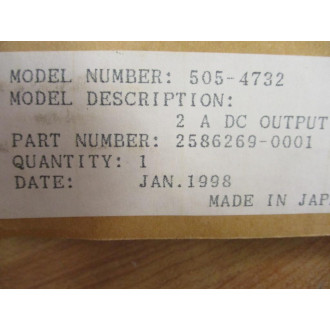 MODEL NUMBER: 505-4732
MODEL DESCRIPTION:
2 A DC OUTPUT
PART NUMBER: 2586269-0001
QUANTITY: 1
DATE: JAN.1998
MADE IN JAPA